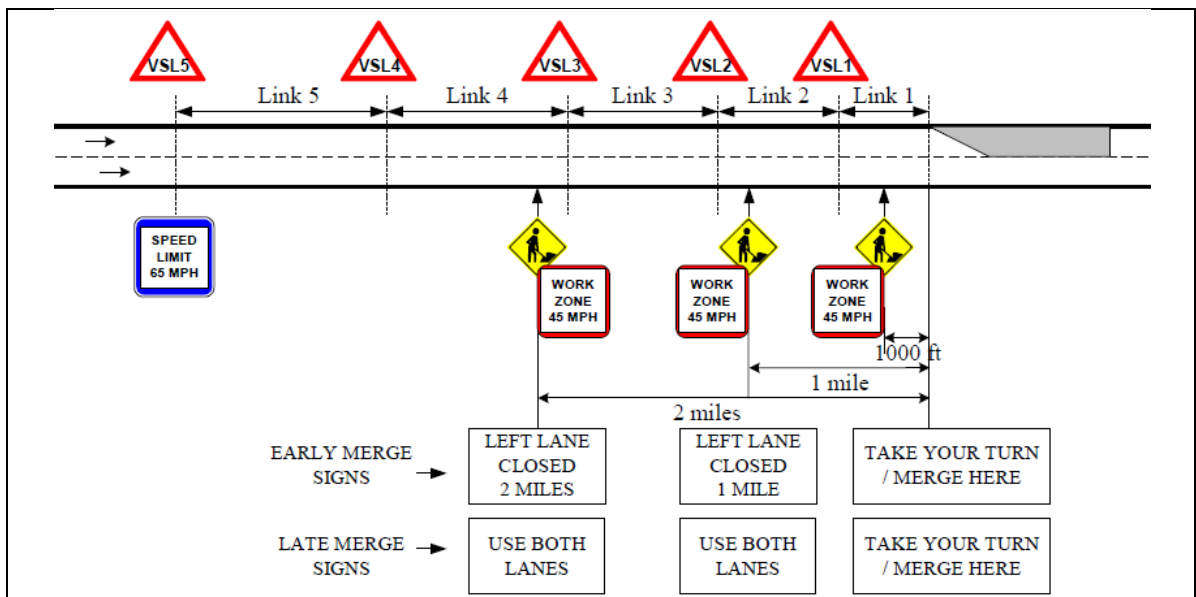 VSL5 VSL4 VSL3 VSL2 VSL1
Link 5 Link 4 Link 3 Link 2 Link 1
SPEED
LIMIT
65 MPH
WORK
ZONE
45 MPH
WORK
ZONE
45 MPH
WORK
ZONE
45 MPH
1000 ft
1 mile
2 miles
EARLY MERGE
SIGNS
LEFT LANE
CLOSED
2 MILES
LEFT LANE
CLOSED
1 MILE
TAKE YOUR TURN
/ MERGE HERE
LATE MERGE
SIGNS
USE BOTH
LANES
USE BOTH
LANES
TAKE YOUR TURN
/ MERGE HERE